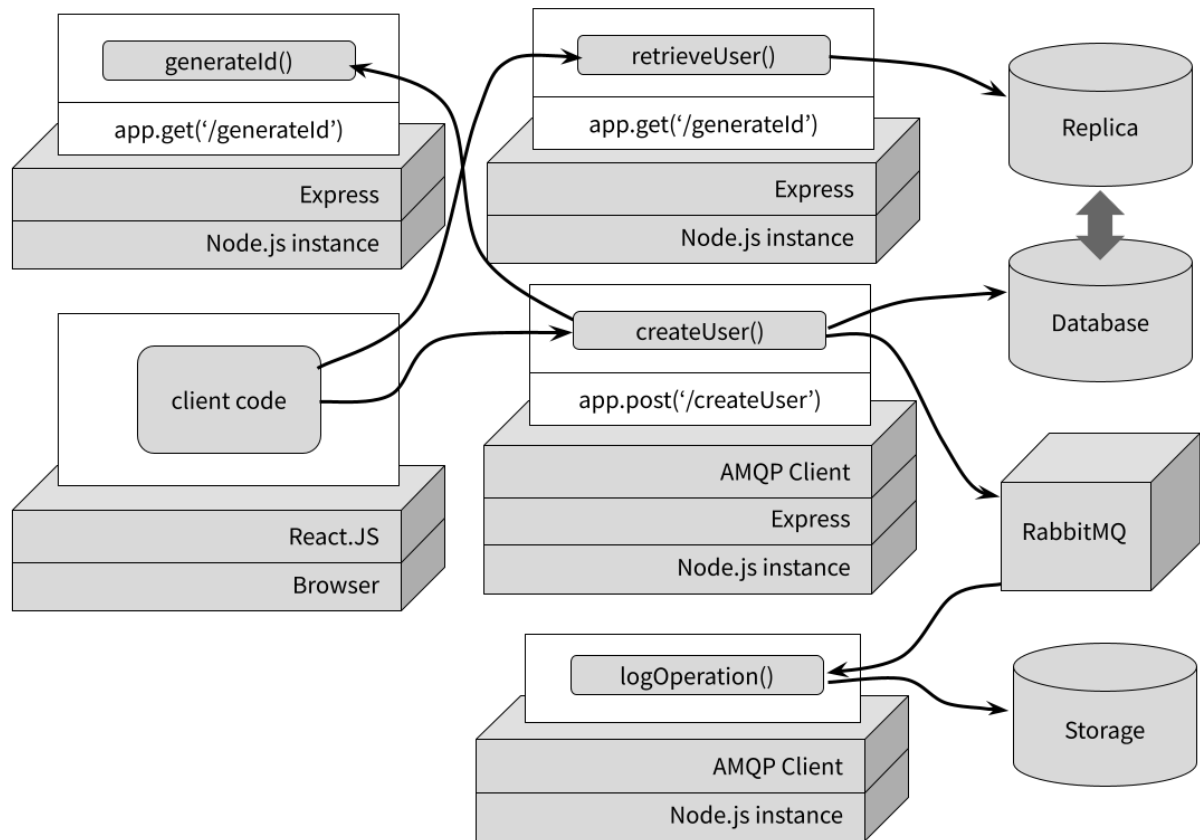 generateId()
app.get(‘/generateId’)
Express
Node.js instance
retrieveUser()
app.get(‘/generateId’)
Express
Node.js instance
Replica
Database
client code
React.JS
Browser
createUser()
app.post(‘/createUser’)
AMQP Client
Express
Node.js instance
RabbitMQ
logOperation()
AMQP Client
Node.js instance
Storage